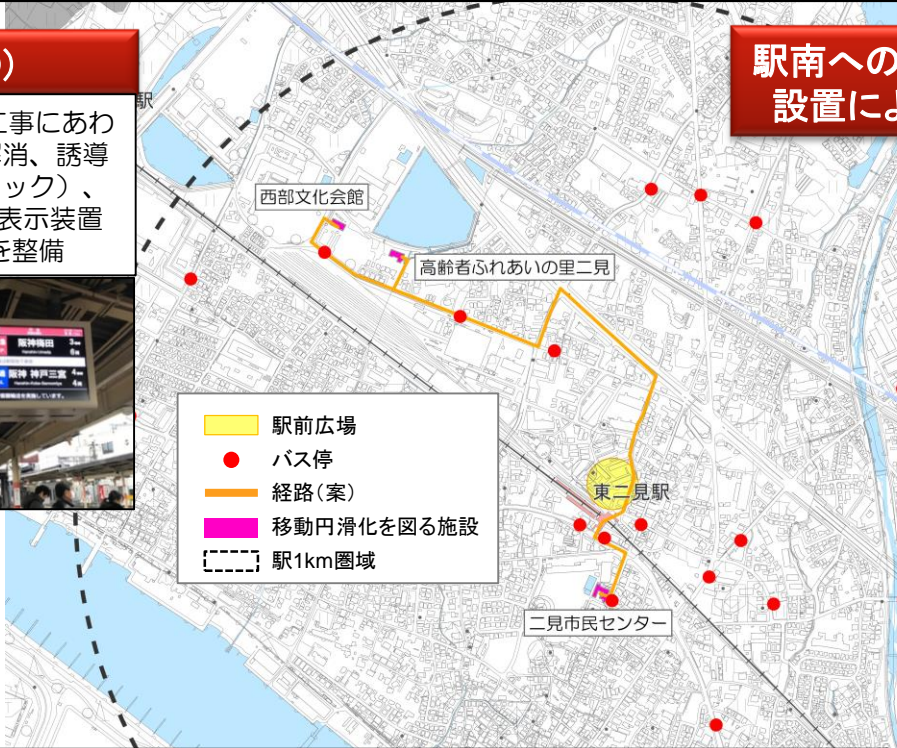 駅南への
設置によ
工事にあわ
解消、誘導
ック）、
表示装置
を整備
駅
西部文化会館
高齢者ふれあいの里二見
阪神梅田
阪神 神戸三宮
駅前広場
バス停
経路（案）
移動円滑化を図る施設
駅1km圏域
東二見駅
二見市民センター